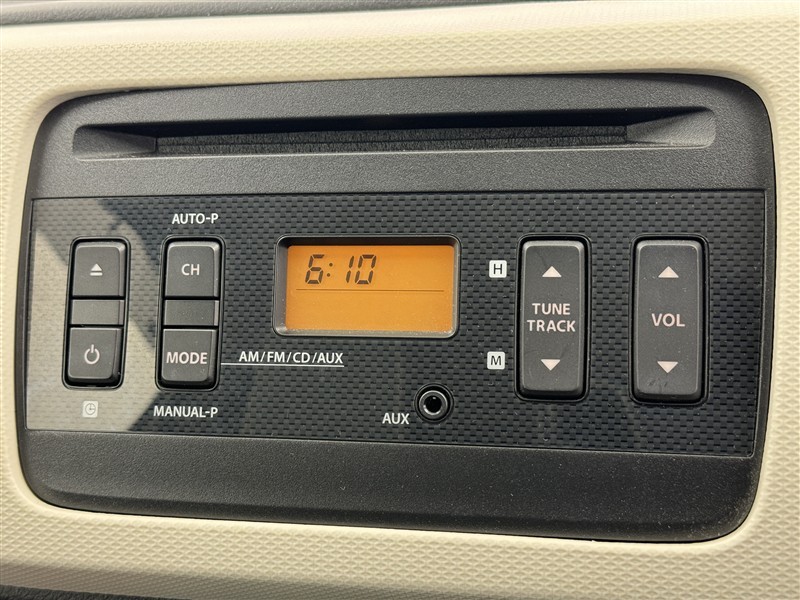 AUTO-P
CH
6:10
H
TUNE
TRACK
VOL
MODE
AM/FM/CD/AUX
M
MANUAL-P
AUX